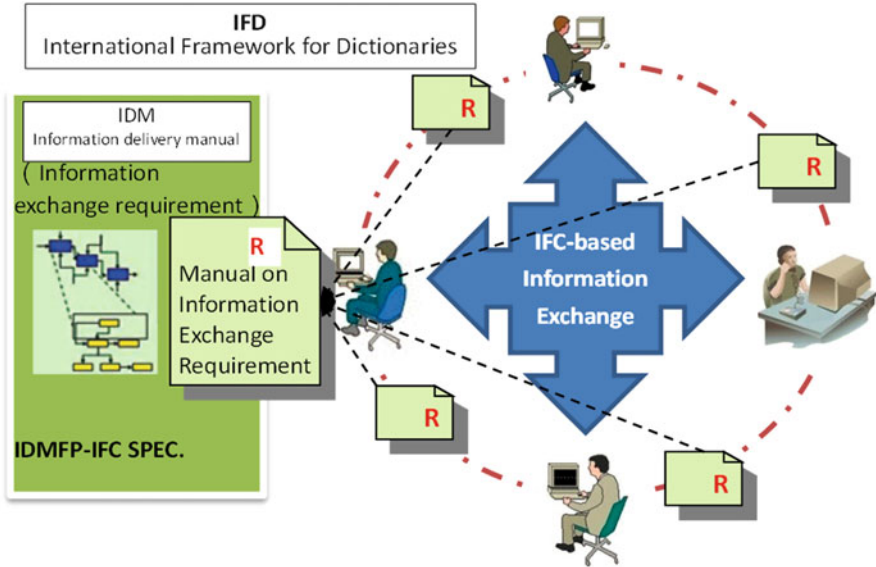 IFD
International Framework for Dictionaries
IDM
Information delivery manual
( Information
exchange requirement )
R
Manual on
Information
Exchange
Requirement
IDMFP-IFC SPEC.
R
R
R
R
IFC-based
Information
Exchange